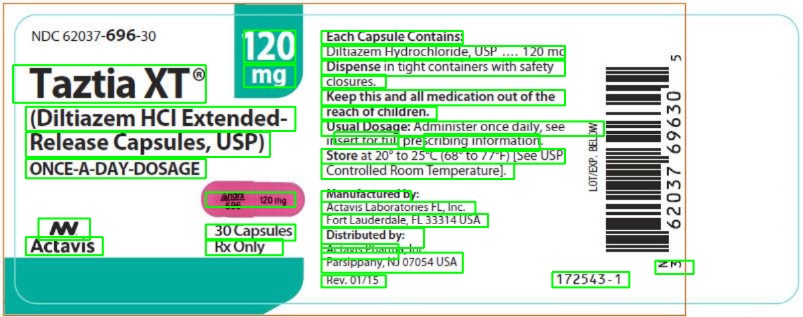 NDC 62037-696-30
120
mg
Taztia XT®
(Diltiazem HCl Extended-
Release Capsules, USP)
ONCE-A-DAY-DOSAGE
Andrx
696
120 mg
30 Capsules
Rx Only
Actavis
Each Capsule Contains:
Diltiazem Hydrochloride, USP .... 120 mg
Dispense in tight containers with safety
closures.
Keep this and all medication out of the
reach of children.
Usual Dosage: Administer once daily, see
insert for full prescribing information.
Store at 20° to 25°C (68° to 77°F) [See USP
Controlled Room Temperature].
Manufactured by:
Actavis Laboratories FL, Inc.
Fort Lauderdale, FL 33314 USA
Distributed by:
Actavis Pharma, Inc.
Parsippany, NJ 07054 USA
Rev. 01/15
172543-1
LOT/EXP. BELOW
N
3 62037 69630 5